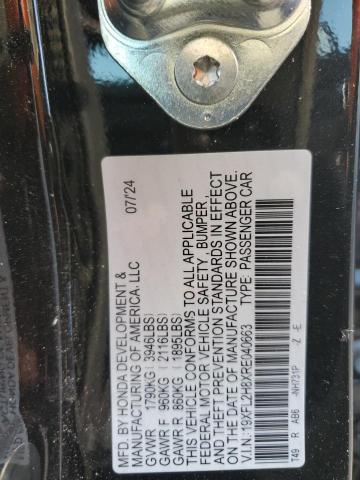 MFD. BY HONDA DEVELOPMENT &
MANUFACTURING OF AMERICA, LLC 07/24
GVWR 1790KG (3946LBS)
GAWR F 960KG (2116LBS)
GAWR R 860KG (1895LBS)
THIS VEHICLE CONFORMS TO ALL APPLICABLE
FEDERAL MOTOR VEHICLE SAFETY, BUMPER,
AND THEFT PREVENTION STANDARDS IN EFFECT
ON THE DATE OF MANUFACTURE SHOWN ABOVE.
V.I.N.: 19XFL2H8XRE040663 TYPE: PASSENGER CAR
T49 R AB6 -NH731P -Z -E